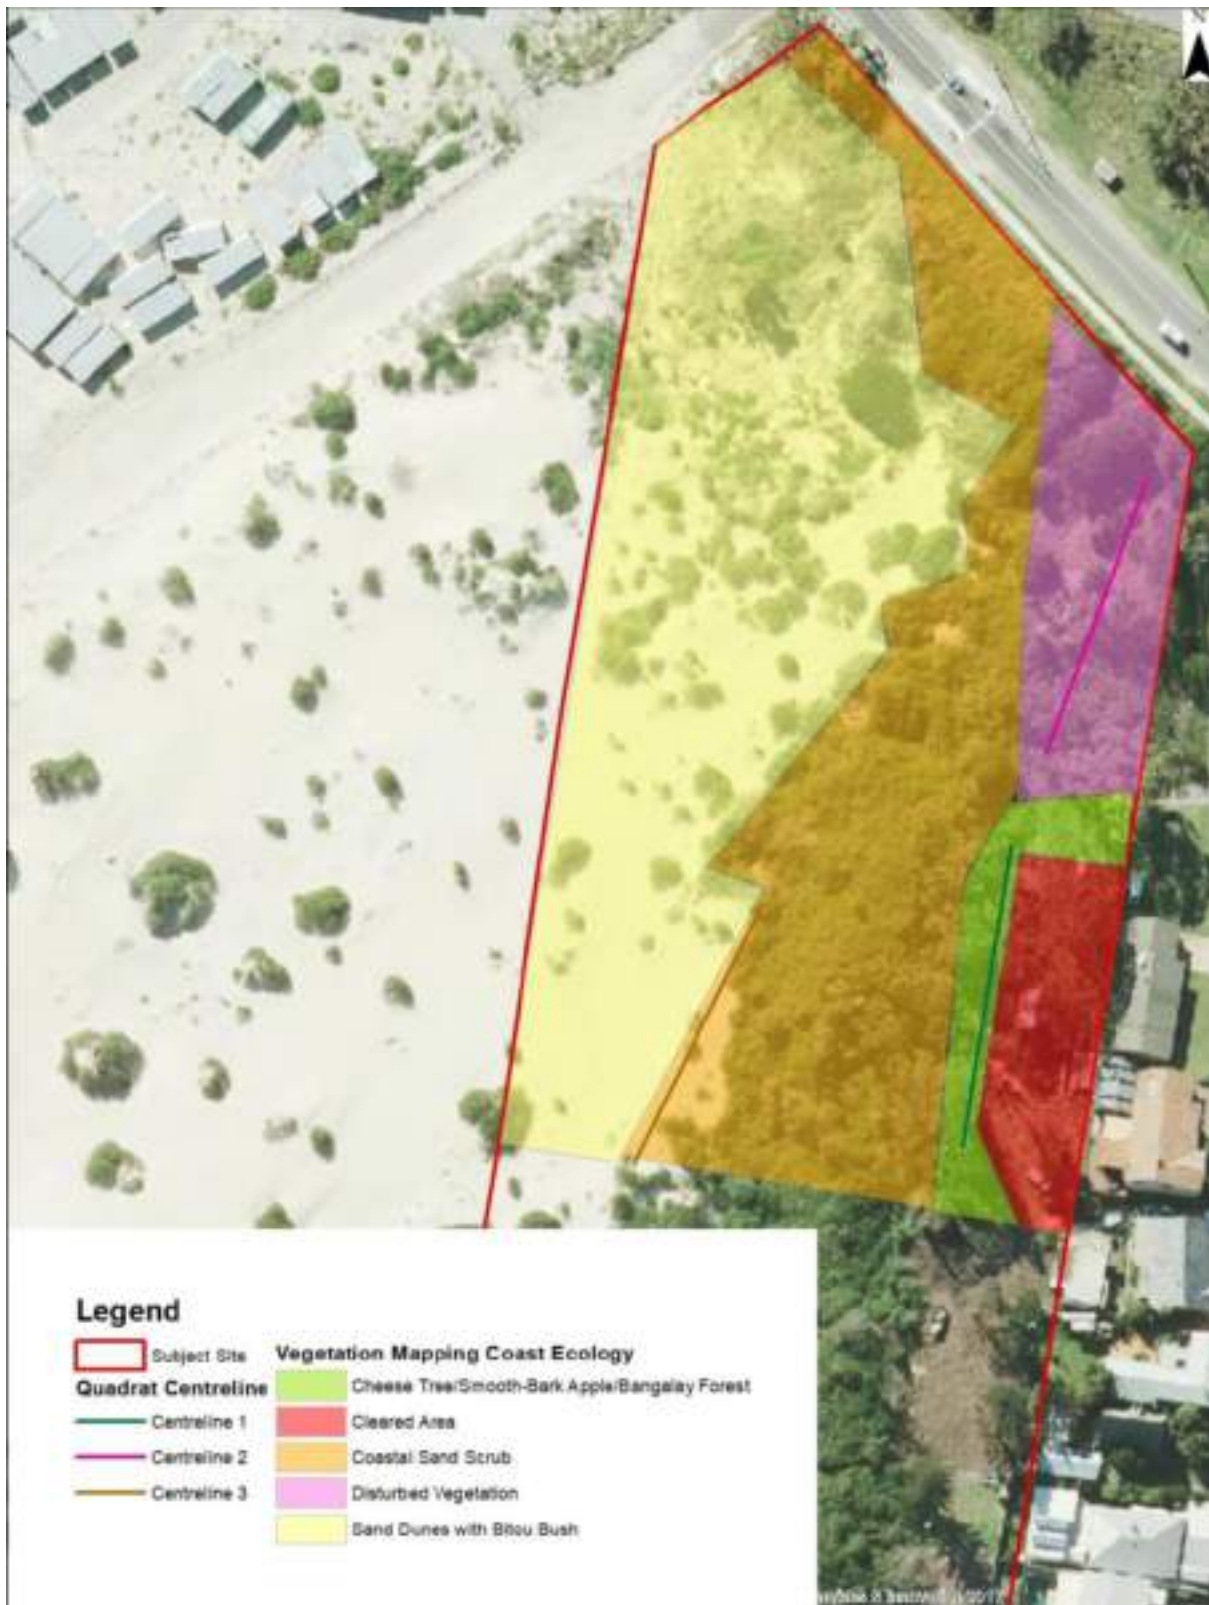 Legend
Subject Site
Quadrat Centreline
Centreline 1
Centreline 2
Centreline 3
Vegetation Mapping Coast Ecology
Cheese Tree/Smooth-Bark Apple/Bangalay Forest
Cleared Area
Coastal Sand Scrub
Disturbed Vegetation
Sand Dunes with Bitou Bush